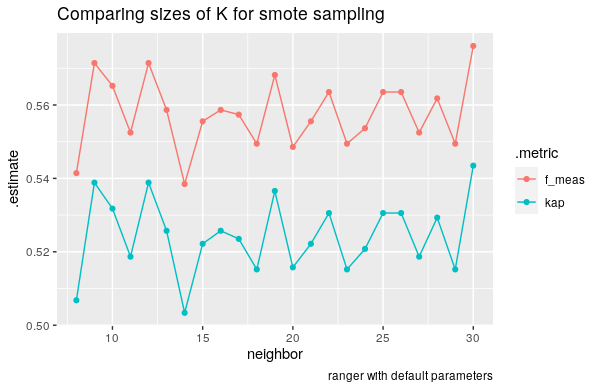 Comparing sizes of K for smote sampling
.estimate
0.56
0.54
0.52
0.50
10 15 20 25 30
neighbor
.metric
f_meas
kap
ranger with default parameters